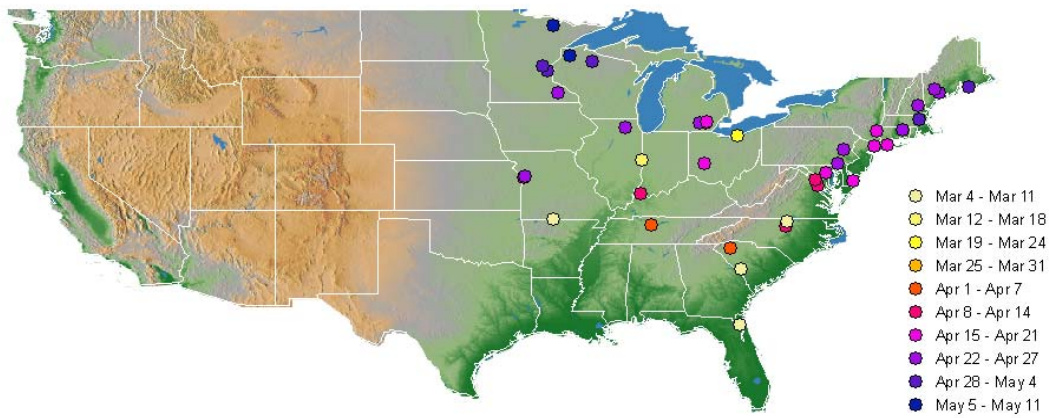 Mar 4 - Mar 11
Mar 12 - Mar 18
Mar 19 - Mar 24
Mar 25 - Mar 31
Apr 1 - Apr 7
Apr 8 - Apr 14
Apr 15 - Apr 21
Apr 22 - Apr 27
Apr 28 - May 4
May 5 - May 11